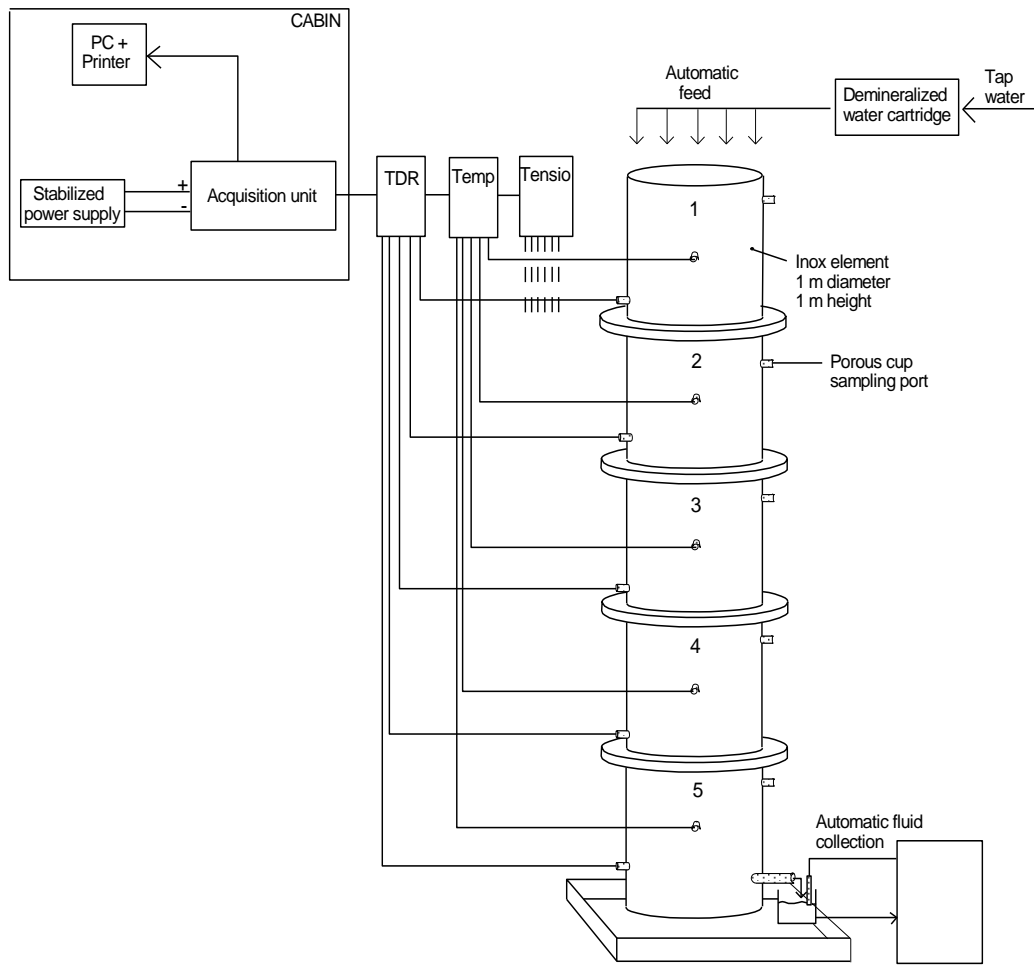 CABIN
PC +
Printer
Stabilized
power supply
+
-
Acquisition unit
TDR
Temp
Tensio
Automatic
feed
Demineralized
water cartridge
Tap
water
1
Inox element
1 m diameter
1 m height
2
Porous cup
sampling port
3
4
5
Automatic fluid
collection